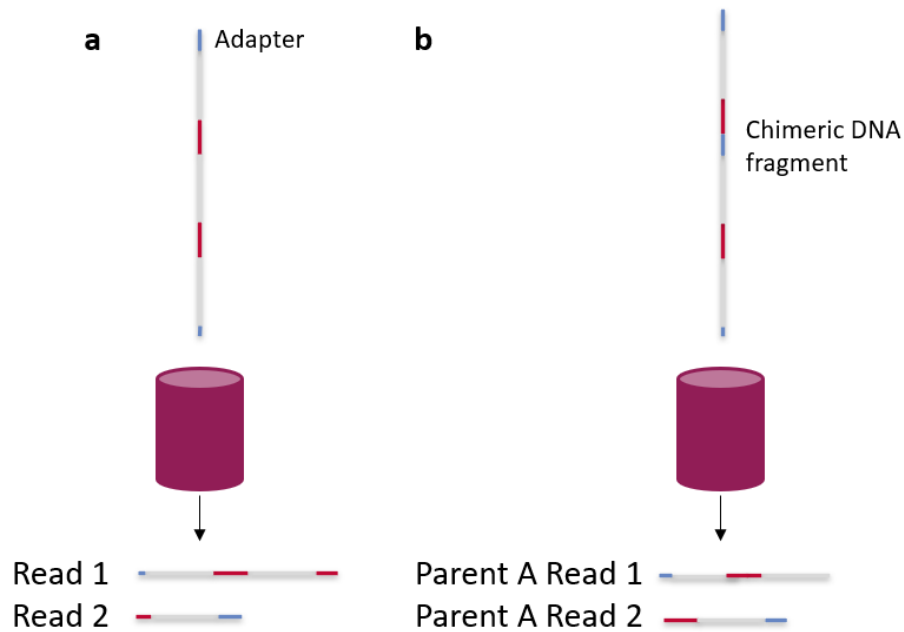 a
Adapter
b
Chimeric DNA
fragment
Read 1
Read 2
Parent A Read 1
Parent A Read 2